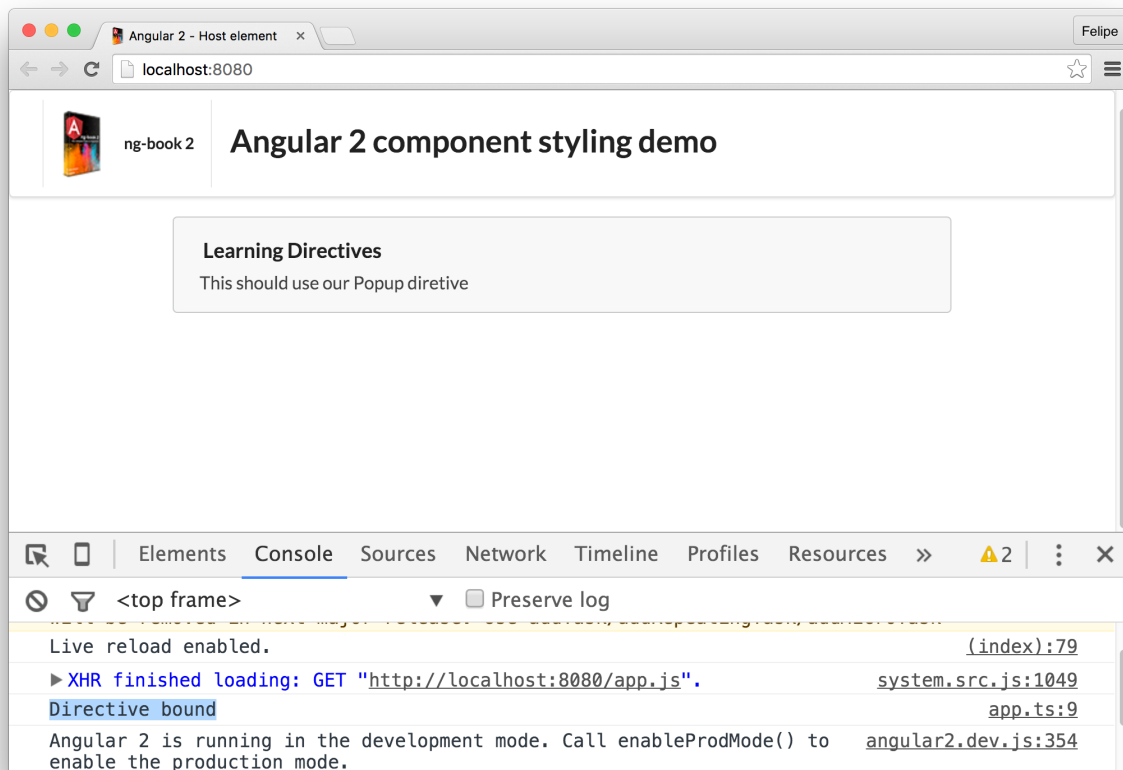 Angular 2 - Host element
Felipe
localhost:8080
ng-book 2
Angular 2 component styling demo
Learning Directives
This should use our Popup diretive
Elements Console Sources Network Timeline Profiles Resources » 2
<top frame> Preserve log
Live reload enabled. (index):79
XHR finished loading: GET "http://localhost:8080/app.js". system.src.js:1049
Directive bound app.ts:9
Angular 2 is running in the development mode. Call enableProdMode() to angular2.dev.js:354
enable the production mode.